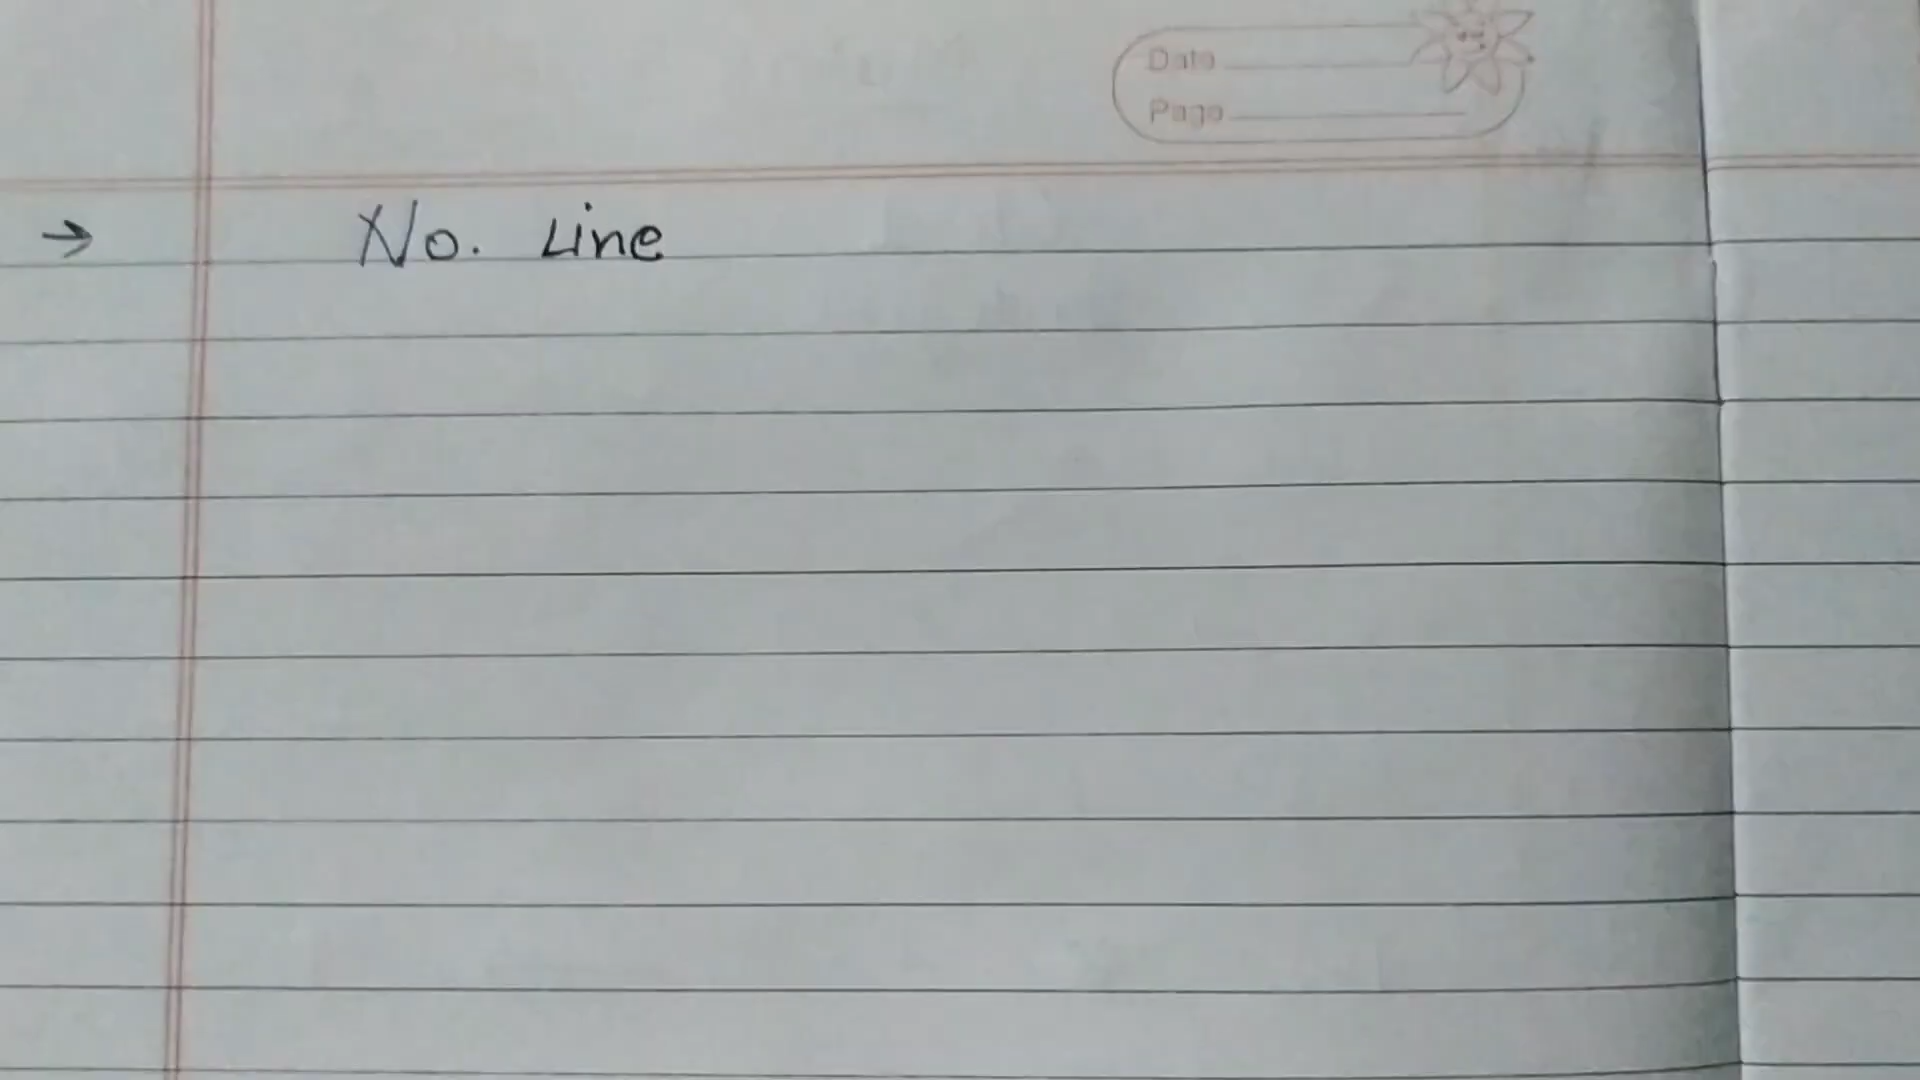 Date
Page
→ No. Line